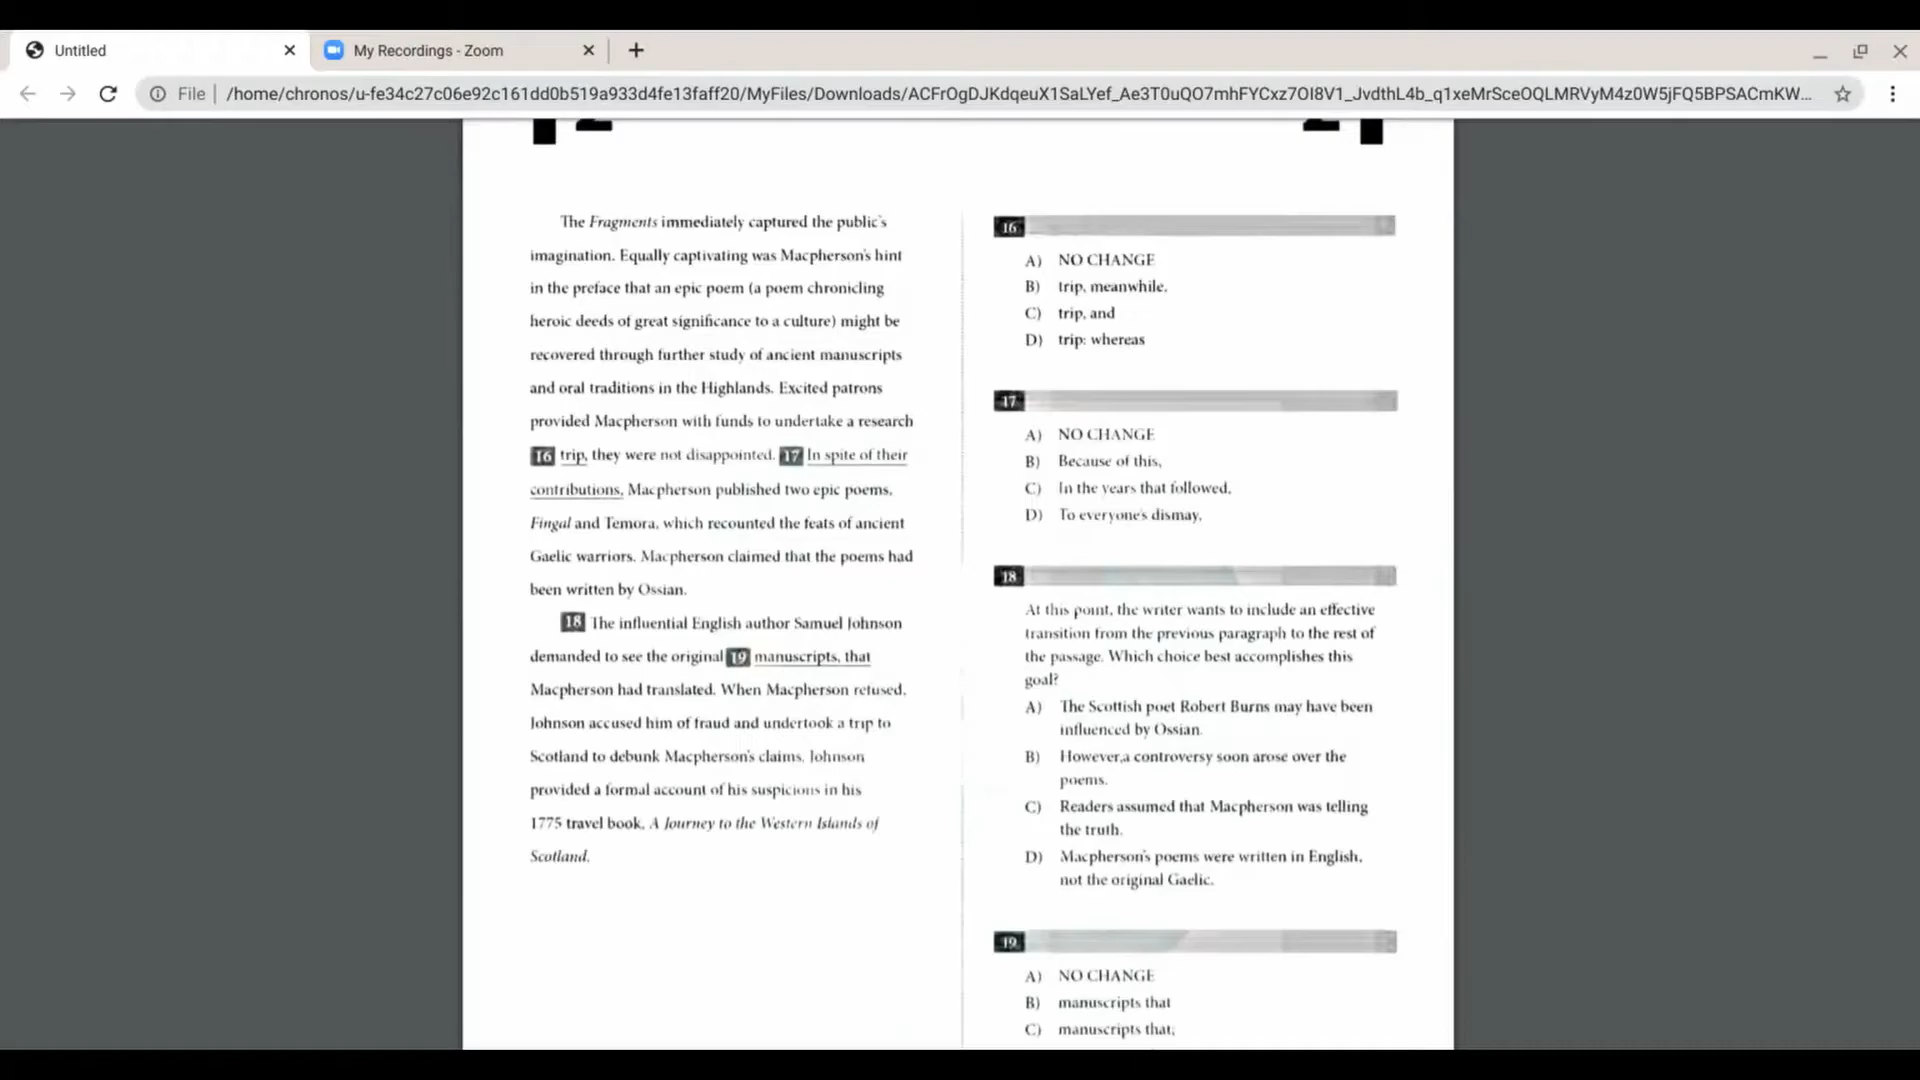 Untitled
My Recordings - Zoom
File
/home/chronos/u-fe34c27c06e92c161dd0b519a933d4fe13faff20/MyFiles/Downloads/ACFrOgDJKdqeuX1SaLYef_Ae3T0uQO7mhFYCxz7OI8V1_JvdthL4b_q1xeMrSceOQLMRVyM4z0W5jFQ5BPSACmKW...
The Fragments immediately captured the public's
imagination. Equally captivating was Macpherson's hint
in the preface that an epic poem (a poem chronicling
heroic deeds of great significance to a culture) might be
recovered through further study of ancient manuscripts
and oral traditions in the Highlands. Excited patrons
provided Macpherson with funds to undertake a research
16 trip, they were not disappointed. 17 In spite of their
contributions, Macpherson published two epic poems,
Fingal and Temora, which recounted the feats of ancient
Gaelic warriors. Macpherson claimed that the poems had
been written by Ossian.
18 The influential English author Samuel Johnson
demanded to see the original 19 manuscripts, that
Macpherson had translated. When Macpherson refused,
Johnson accused him of fraud and undertook a trip to
Scotland to debunk Macpherson's claims. Johnson
provided a formal account of his suspicions in his
1775 travel book, A Journey to the Western Islands of
Scotland.
16
A) NO CHANGE
B) trip, meanwhile,
C) trip, and
D) trip: whereas
17
A) NO CHANGE
B) Because of this,
C) In the years that followed,
D) To everyone's dismay,
18
At this point, the writer wants to include an effective
transition from the previous paragraph to the rest of
the passage. Which choice best accomplishes this
goal?
A) The Scottish poet Robert Burns may have been
influenced by Ossian.
B) However,a controversy soon arose over the
poems.
C) Readers assumed that Macpherson was telling
the truth.
D) Macpherson's poems were written in English,
not the original Gaelic.
19
A) NO CHANGE
B) manuscripts that
C) manuscripts that,